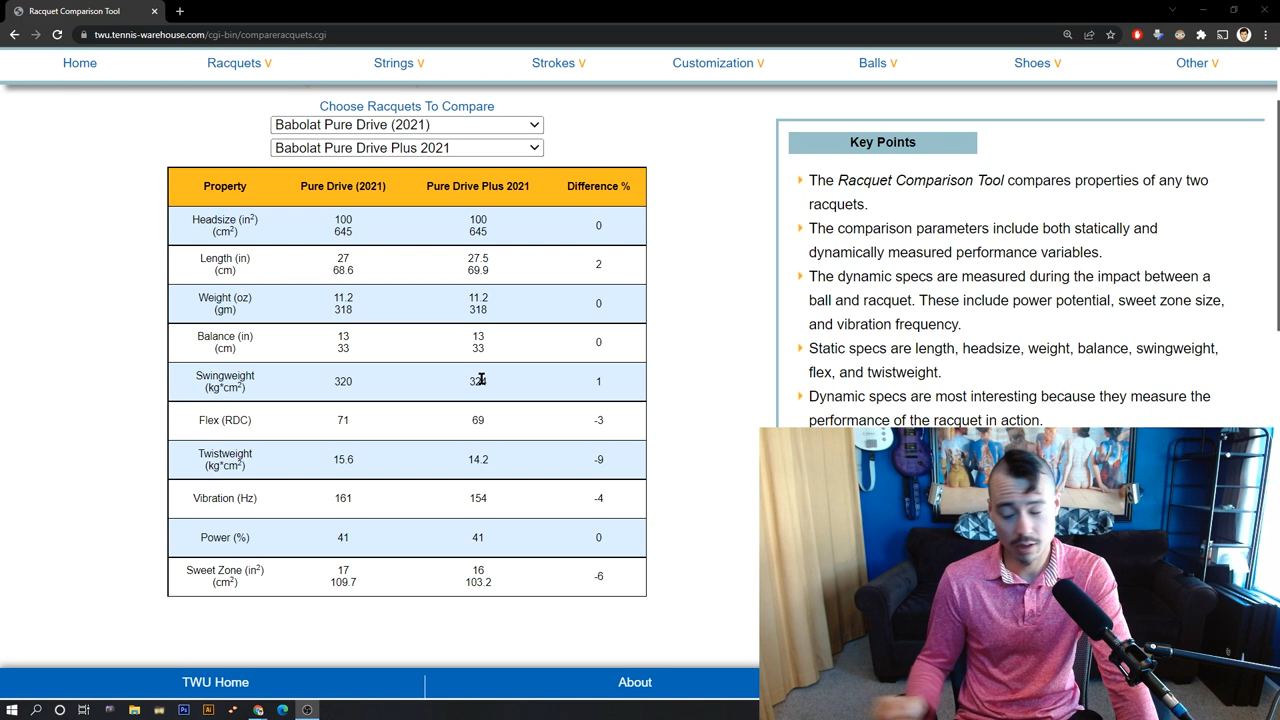 Racquet Comparison Tool
twu.tennis-warehouse.com/cgi-bin/compareracquets.cgi
Home Racquets V Strings V Strokes V Customization V Balls V Shoes V Other V
Choose Racquets To Compare
Babolat Pure Drive (2021)
Babolat Pure Drive Plus 2021
Property Pure Drive (2021) Pure Drive Plus 2021 Difference %
Headsize (in²) 100 100 0
(cm²) 645 645
Length (in) 27 27.5 2
(cm) 68.6 69.9
Weight (oz) 11.2 11.2 0
(gm) 318 318
Balance (in) 13 13 0
(cm) 33 33
Swingweight
(kg*cm²) 320 324 1
Flex (RDC) 71 69 -3
Twistweight
(kg*cm²) 15.6 14.2 -9
Vibration (Hz) 161 154 -4
Power (%) 41 41 0
Sweet Zone (in²) 17 16 -6
(cm²) 109.7 103.2
Key Points
The Racquet Comparison Tool compares properties of any two
racquets.
The comparison parameters include both statically and
dynamically measured performance variables.
The dynamic specs are measured during the impact between a
ball and racquet. These include power potential, sweet zone size,
and vibration frequency.
Static specs are length, headsize, weight, balance, swingweight,
flex, and twistweight.
Dynamic specs are most interesting because they measure the
performance of the racquet in action.
TWU Home About